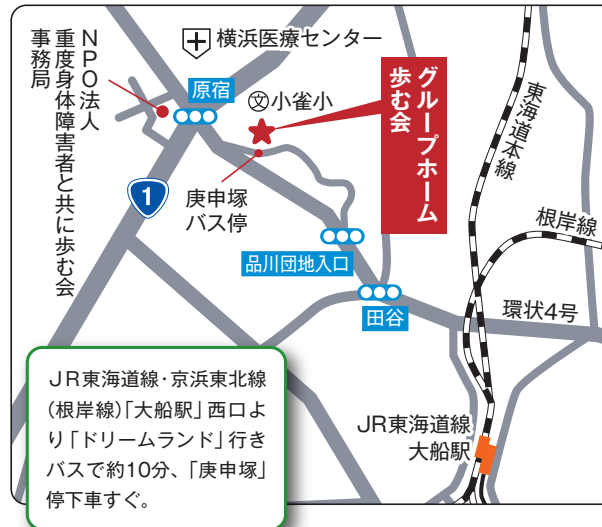 横浜医療センター
NPO法人
重度身体障害者と共に歩む会
事務局
原宿
文
小雀小
グループホーム
歩む会
東海道本線
根岸線
1
庚申塚
バス停
品川団地入口
田谷
環状4号
JR東海道線
大船駅
JR東海道線・京浜東北線
(根岸線)「大船駅」西口よ
り「ドリームランド」行き
バスで約10分、「庚申塚」
停下車すぐ。